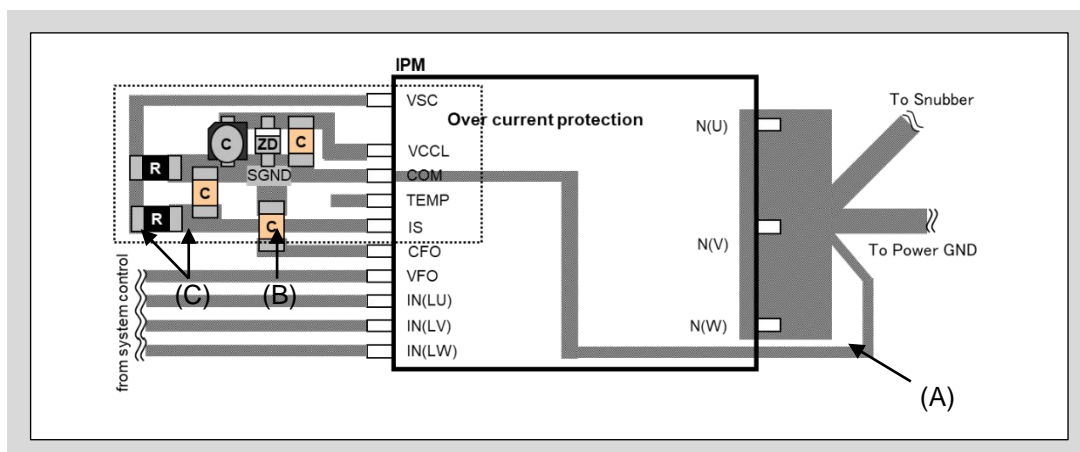 IPM
VSC
Over current protection
N(U)
To Snubber
C
ZD
C
VCCL
R
SGND
COM
C
TEMP
R
C
IS
N(V)
To Power GND
CFO
from system control
(C)
(B)
VFO
IN(LU)
IN(LV)
N(W)
IN(LW)
(A)